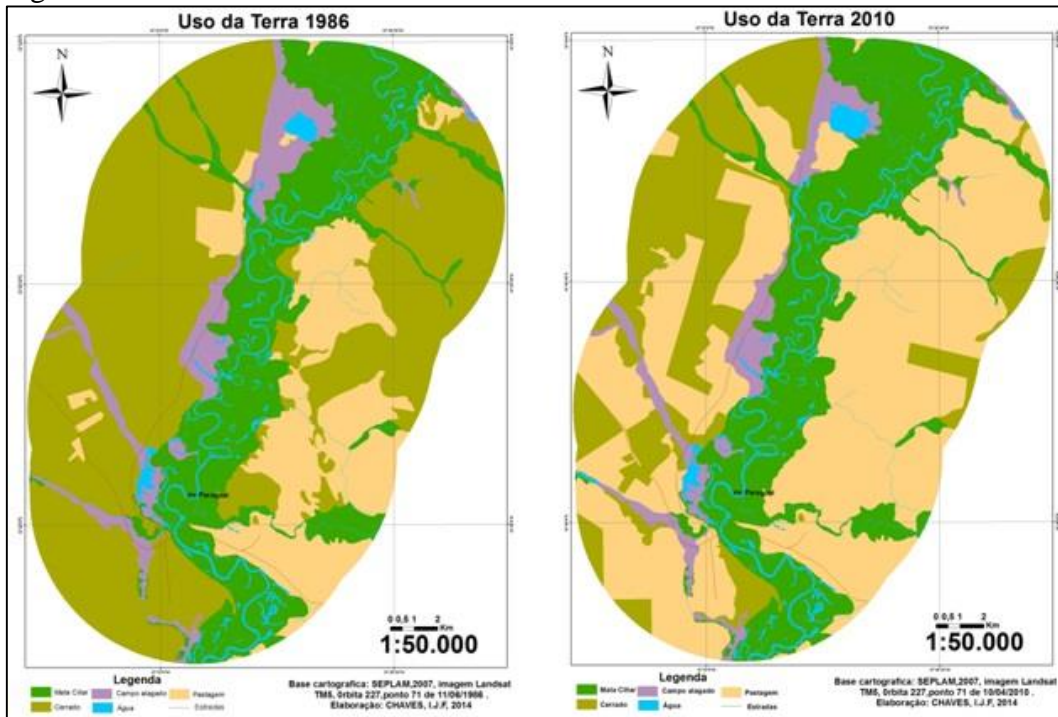 Uso da Terra 1986
N
Rio Paraguai
0 0,5 1 2
Km
1:50.000
Legenda
Mata Ciliar Campo alagado Pastagem
Cerrado Água Estradas
Base cartografica: SEPLAM,2007, imagem Landsat
TM5, órbita 227,ponto 71 de 11/06/1986 .
Elaboração: CHAVES, I.J.F, 2014
Uso da Terra 2010
N
Rio Paraguai
0 0,5 1 2
Km
1:50.000
Legenda
Mata Ciliar Campo alagado Pastagem
Cerrado Água Estradas
Base cartografica: SEPLAM,2007, imagem Landsat
TM5, órbita 227,ponto 71 de 10/04/2010 .
Elaboração: CHAVES, I.J.F, 2014